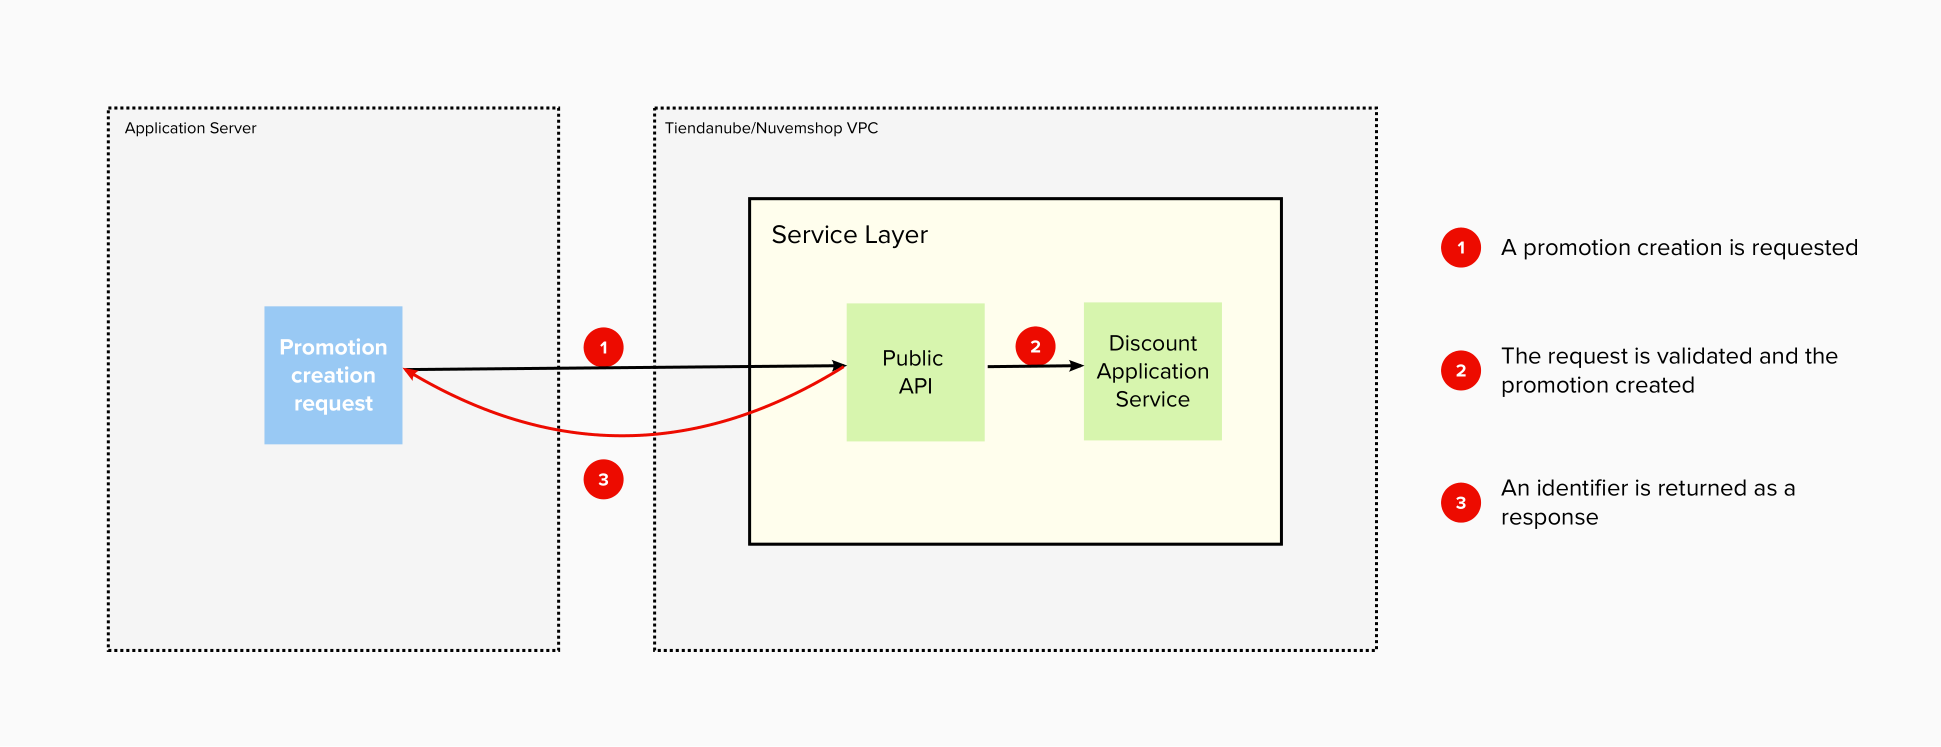 Application Server
Tiendanube/Nuvemshop VPC
Service Layer
Promotion
creation
request
1
3
Public
API
2
Discount
Application
Service
1 A promotion creation is requested
2 The request is validated and the
promotion created
3 An identifier is returned as a
response